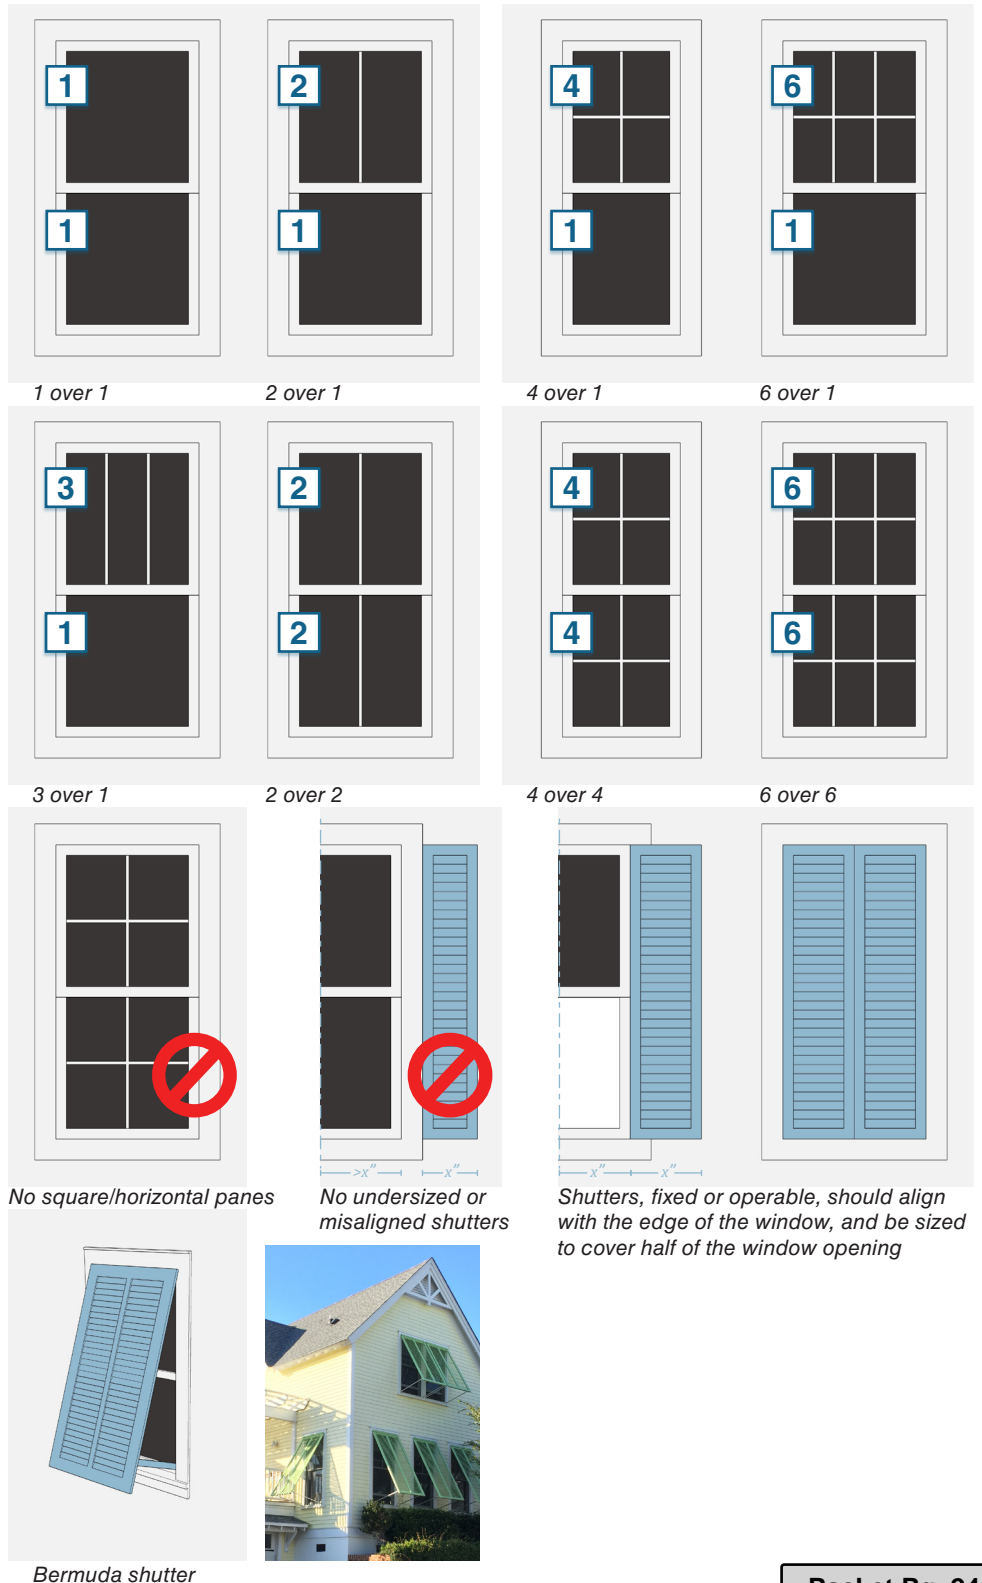 1
2
4
6
1
1
1
1
1 over 1
2 over 1
4 over 1
6 over 1
3
2
4
6
1
2
4
6
3 over 1
2 over 2
4 over 4
6 over 6
>x"
x"
x"
x"
No square/horizontal panes
No undersized or
misaligned shutters
Shutters, fixed or operable, should align
with the edge of the window, and be sized
to cover half of the window opening
Bermuda shutter